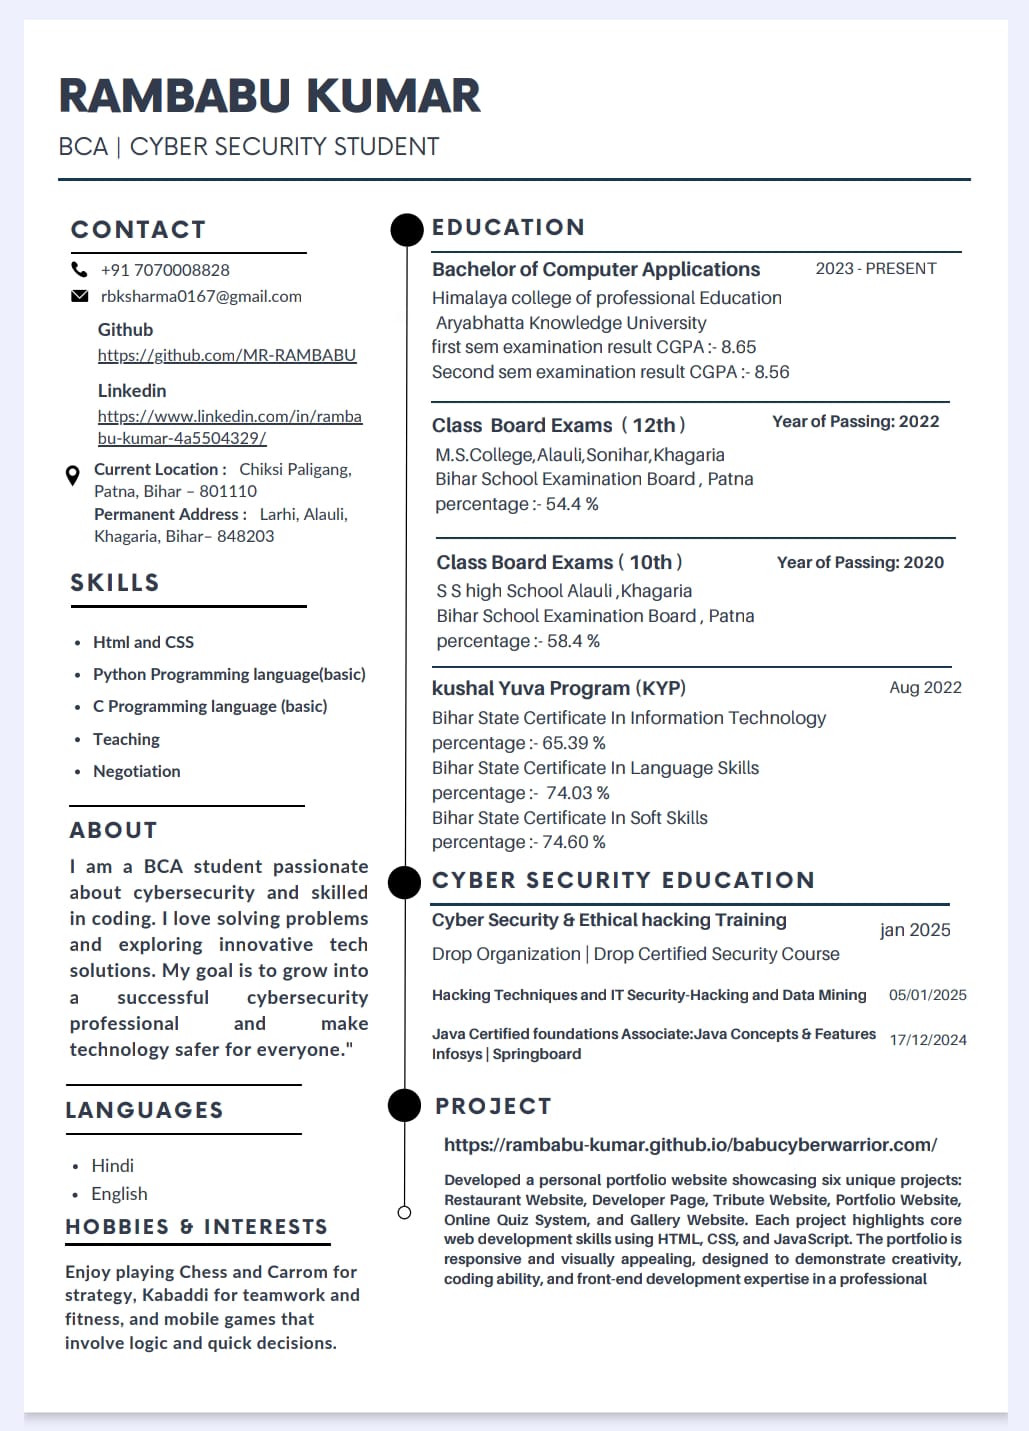 RAMBABU KUMAR
BCA | CYBER SECURITY STUDENT
CONTACT
+91 7070008828
rbksharma0167@gmail.com
Github
https://github.com/MR-RAMBABU
Linkedin
https://www.linkedin.com/in/ramba
bu-kumar-4a5504329/
Current Location : Chiksi Paligang,
Patna, Bihar – 801110
Permanent Address : Larhi, Alauli,
Khagaria, Bihar– 848203
SKILLS
• Html and CSS
• Python Programming language(basic)
• C Programming language (basic)
• Teaching
• Negotiation
ABOUT
I am a BCA student passionate
about cybersecurity and skilled
in coding. I love solving problems
and exploring innovative tech
solutions. My goal is to grow into
a successful cybersecurity
professional and make
technology safer for everyone."
LANGUAGES
• Hindi
• English
HOBBIES & INTERESTS
Enjoy playing Chess and Carrom for
strategy, Kabaddi for teamwork and
fitness, and mobile games that
involve logic and quick decisions.
EDUCATION
Bachelor of Computer Applications 2023 - PRESENT
Himalaya college of professional Education
Aryabhatta Knowledge University
first sem examination result CGPA :- 8.65
Second sem examination result CGPA :- 8.56
Class Board Exams ( 12th ) Year of Passing: 2022
M.S.College,Alauli,Sonihar,Khagaria
Bihar School Examination Board , Patna
percentage :- 54.4 %
Class Board Exams ( 10th ) Year of Passing: 2020
S S high School Alauli ,Khagaria
Bihar School Examination Board , Patna
percentage :- 58.4 %
kushal Yuva Program (KYP) Aug 2022
Bihar State Certificate In Information Technology
percentage :- 65.39 %
Bihar State Certificate In Language Skills
percentage :- 74.03 %
Bihar State Certificate In Soft Skills
percentage :- 74.60 %
CYBER SECURITY EDUCATION
Cyber Security & Ethical hacking Training jan 2025
Drop Organization | Drop Certified Security Course
Hacking Techniques and IT Security-Hacking and Data Mining 05/01/2025
Java Certified foundations Associate:Java Concepts & Features 17/12/2024
Infosys | Springboard
PROJECT
https://rambabu-kumar.github.io/babucyberwarrior.com/
Developed a personal portfolio website showcasing six unique projects:
Restaurant Website, Developer Page, Tribute Website, Portfolio Website,
Online Quiz System, and Gallery Website. Each project highlights core
web development skills using HTML, CSS, and JavaScript. The portfolio is
responsive and visually appealing, designed to demonstrate creativity,
coding ability, and front-end development expertise in a professional